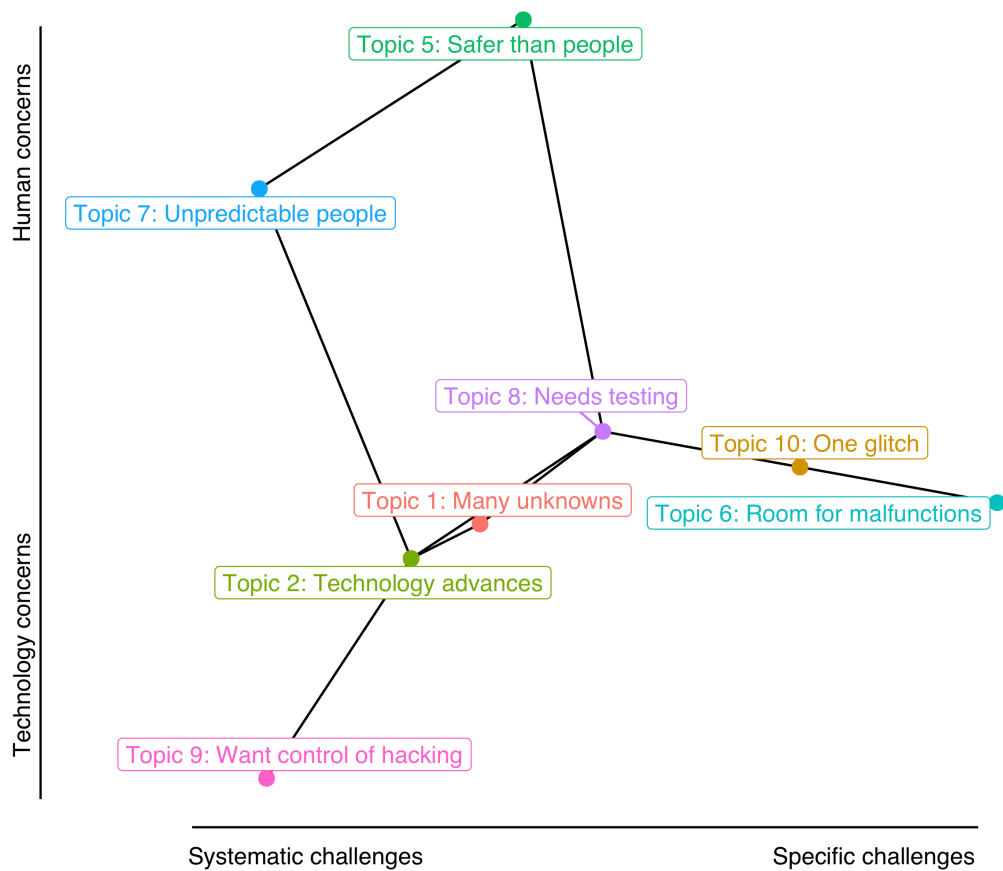 Topic 5: Safer than people
Human concerns
Topic 7: Unpredictable people
Topic 8: Needs testing
Topic 10: One glitch
Topic 1: Many unknowns
Topic 6: Room for malfunctions
Technology concerns
Topic 2: Technology advances
Topic 9: Want control of hacking
Systematic challenges
Specific challenges